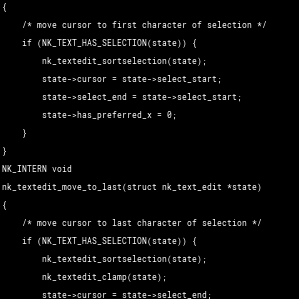 {
/* move cursor to first character of selection */
if (NK_TEXT_HAS_SELECTION(state)) {
nk_textedit_sortselection(state);
state->cursor = state->select_start;
state->select_end = state->select_start;
state->has_preferred_x = 0;
}
}
NK_INTERN void
nk_textedit_move_to_last(struct nk_text_edit *state)
{
/* move cursor to last character of selection */
if (NK_TEXT_HAS_SELECTION(state)) {
nk_textedit_sortselection(state);
nk_textedit_clamp(state);
state->cursor = state->select_end;